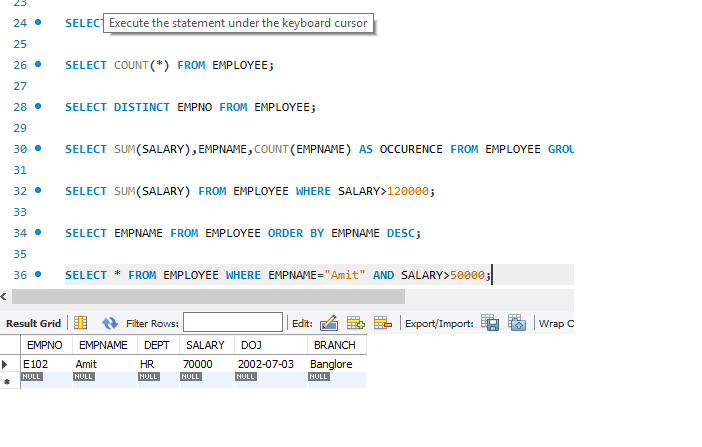 23
24 SELECT Execute the statement under the keyboard cursor
25
26 SELECT COUNT(*) FROM EMPLOYEE;
27
28 SELECT DISTINCT EMPNO FROM EMPLOYEE;
29
30 SELECT SUM(SALARY),EMPNAME,COUNT(EMPNAME) AS OCCURENCE FROM EMPLOYEE GROU
31
32 SELECT SUM(SALARY) FROM EMPLOYEE WHERE SALARY>120000;
33
34 SELECT EMPNAME FROM EMPLOYEE ORDER BY EMPNAME DESC;
35
36 SELECT * FROM EMPLOYEE WHERE EMPNAME="Amit" AND SALARY>50000;
Result Grid Filter Rows: Edit: Export/Import: Wrap C
EMPNO EMPNAME DEPT SALARY DOJ BRANCH
E102 Amit HR 70000 2002-07-03 Banglore
NULL NULL NULL NULL NULL NULL